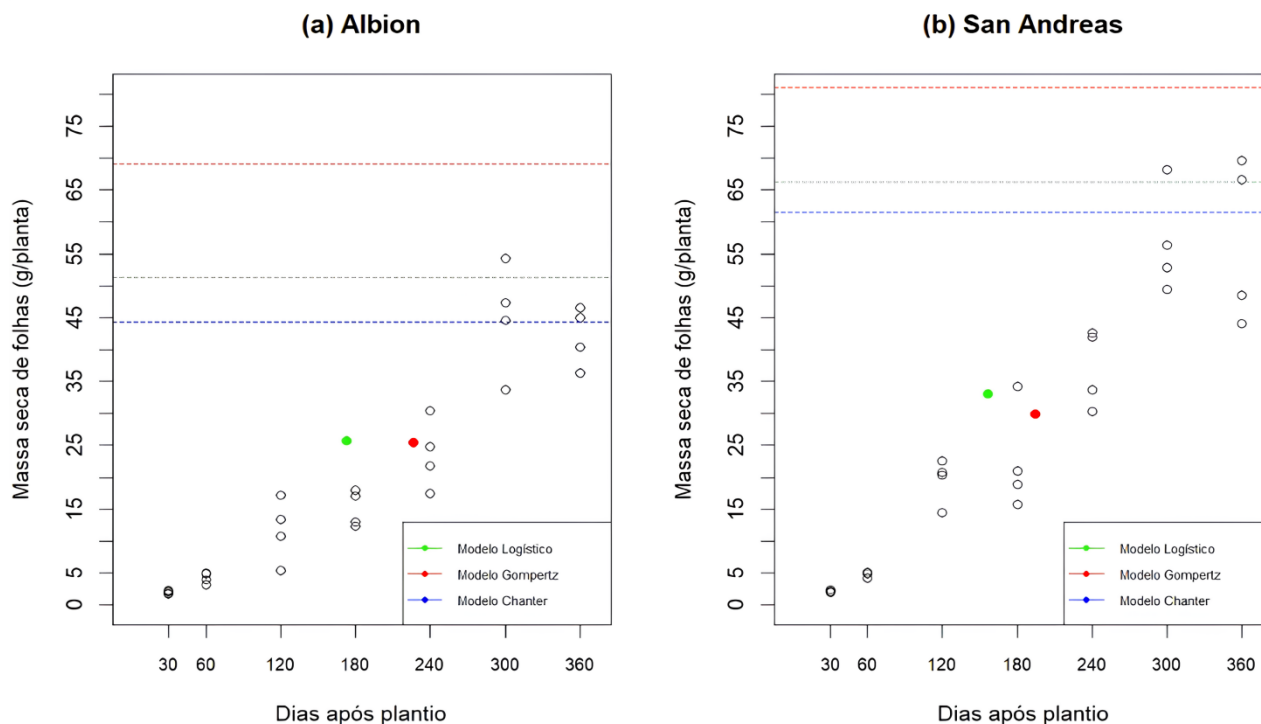 (a) Albion
Massa seca de folhas (g/planta)
75
65
55
45
35
25
15
5
0
30 60 120 180 240 300 360
Dias após plantio
Modelo Logístico
Modelo Gompertz
Modelo Chanter
(b) San Andreas
Massa seca de folhas (g/planta)
75
65
55
45
35
25
15
5
0
30 60 120 180 240 300 360
Dias após plantio
Modelo Logístico
Modelo Gompertz
Modelo Chanter